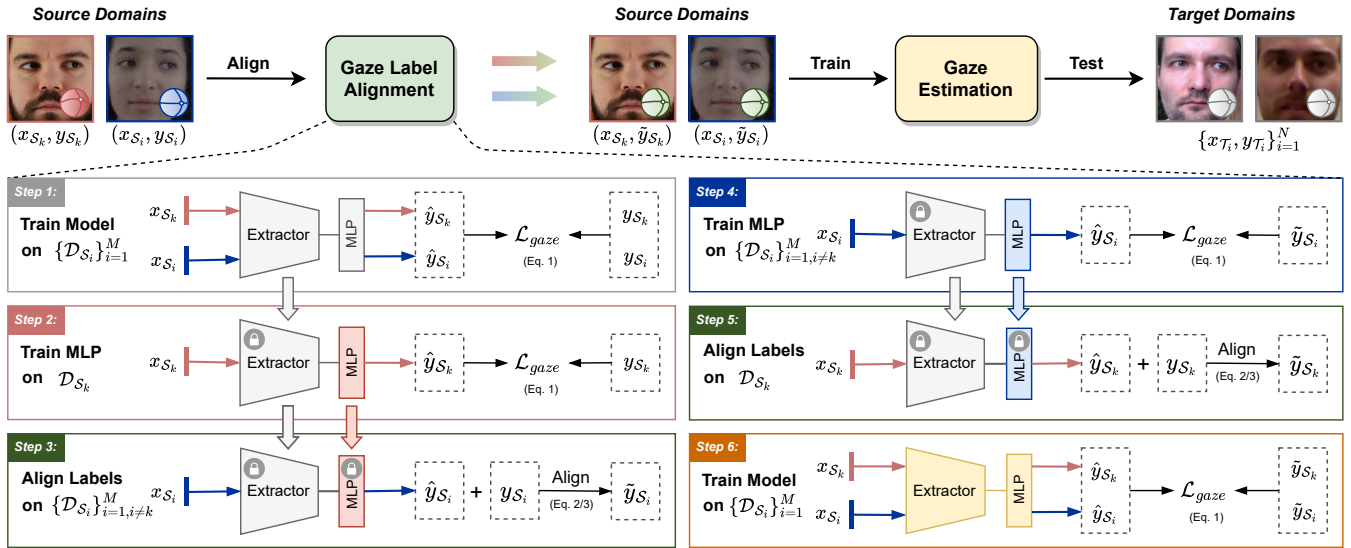 Source Domains
Source Domains
Target Domains
Align
Gaze Label
Alignment
Train
Gaze
Estimation
Test
(x_{S_k}, y_{S_k})
(x_{S_i}, y_{S_i})
(x_{S_k}, ỹ_{S_k})
(x_{S_i}, ỹ_{S_i})
{x_{T_i}, y_{T_i}}_{i=1}^{N}
Step 1:
Train Model
on {D_{S_i}}_{i=1}^{M}
x_{S_k}
x_{S_i}
Extractor
MLP
ŷ_{S_k}
ŷ_{S_i}
L_{gaze}
(Eq. 1)
y_{S_k}
y_{S_i}
Step 2:
Train MLP
on D_{S_k}
x_{S_k}
Extractor
MLP
ŷ_{S_k}
L_{gaze}
(Eq. 1)
y_{S_k}
Step 3:
Align Labels
on {D_{S_i}}_{i=1,i≠k}^{M}
x_{S_i}
Extractor
MLP
ŷ_{S_i}
+
y_{S_i}
Align
(Eq. 2/3)
ỹ_{S_i}
Step 4:
Train MLP
on {D_{S_i}}_{i=1,i≠k}^{M}
x_{S_i}
Extractor
MLP
ŷ_{S_i}
L_{gaze}
(Eq. 1)
ỹ_{S_i}
Step 5:
Align Labels
on D_{S_k}
x_{S_k}
Extractor
MLP
ŷ_{S_k}
+
y_{S_k}
Align
(Eq. 2/3)
ỹ_{S_k}
Step 6:
Train Model
on {D_{S_i}}_{i=1}^{M}
x_{S_k}
x_{S_i}
Extractor
MLP
ŷ_{S_k}
ŷ_{S_i}
L_{gaze}
(Eq. 1)
ỹ_{S_k}
ỹ_{S_i}